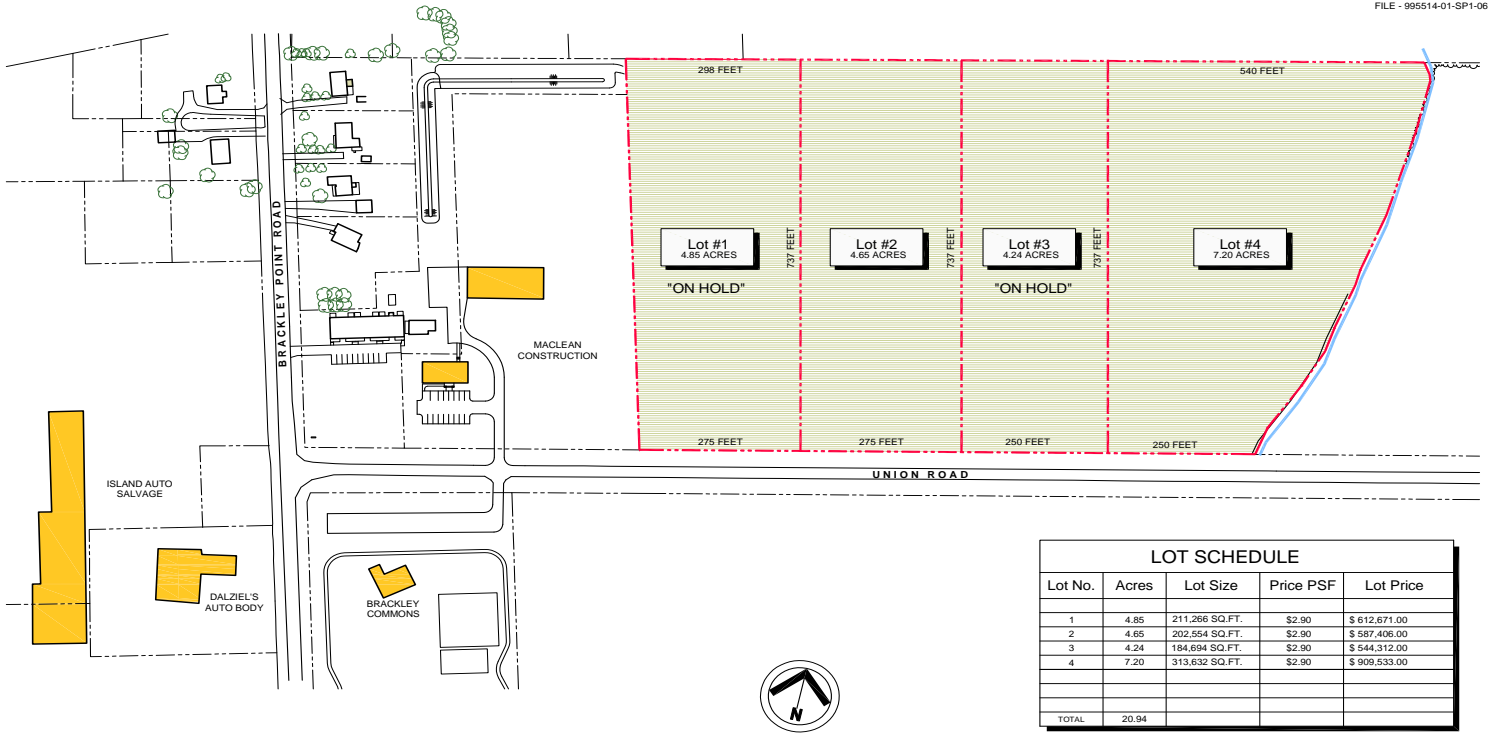 FILE - 995514-01-SP1-06
298 FEET
540 FEET
BRACKLEY POINT ROAD
737 FEET
737 FEET
737 FEET
Lot #1
4.85 ACRES
"ON HOLD"
Lot #2
4.65 ACRES
Lot #3
4.24 ACRES
"ON HOLD"
Lot #4
7.20 ACRES
MACLEAN
CONSTRUCTION
275 FEET
275 FEET
250 FEET
250 FEET
UNION ROAD
ISLAND AUTO
SALVAGE
DALZIEL'S
AUTO BODY
BRACKLEY
COMMONS
N
LOT SCHEDULE
Lot No. Acres Lot Size Price PSF Lot Price
1 4.85 211,266 SQ.FT. $2.90 $ 612,671.00
2 4.65 202,554 SQ.FT. $2.90 $ 587,406.00
3 4.24 184,694 SQ.FT. $2.90 $ 544,312.00
4 7.20 313,632 SQ.FT. $2.90 $ 909,533.00
TOTAL 20.94